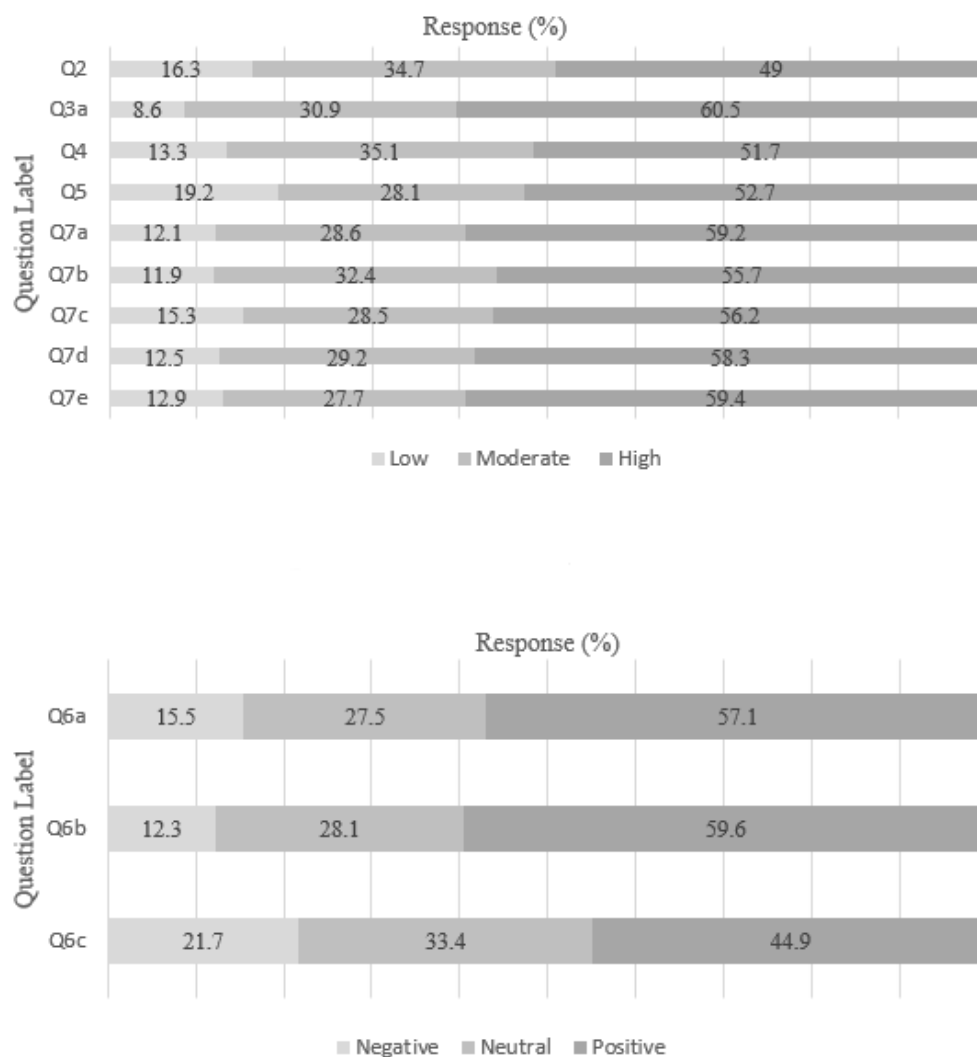 Response (%)
Q2 16.3 34.7 49
Q3a 8.6 30.9 60.5
Q4 13.3 35.1 51.7
Q5 19.2 28.1 52.7
Q7a 12.1 28.6 59.2
Q7b 11.9 32.4 55.7
Q7c 15.3 28.5 56.2
Q7d 12.5 29.2 58.3
Q7e 12.9 27.7 59.4
Question Label
Low Moderate High
Response (%)
Q6a 15.5 27.5 57.1
Q6b 12.3 28.1 59.6
Q6c 21.7 33.4 44.9
Question Label
Negative Neutral Positive